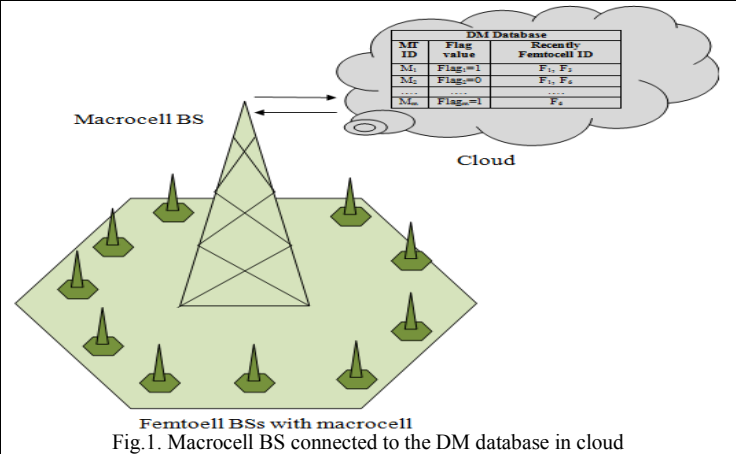 DM Database
MT ID Flag value Recently Femtocell ID
M₁ Flag₁=1 F₁, F₂
M₂ Flag₂=0 F₁, F₄
.... .... ....
Mₘ Flagₘ=1 F₄
Macrocell BS
Cloud
Femtoell BSs with macrocell
Fig.1. Macrocell BS connected to the DM database in cloud